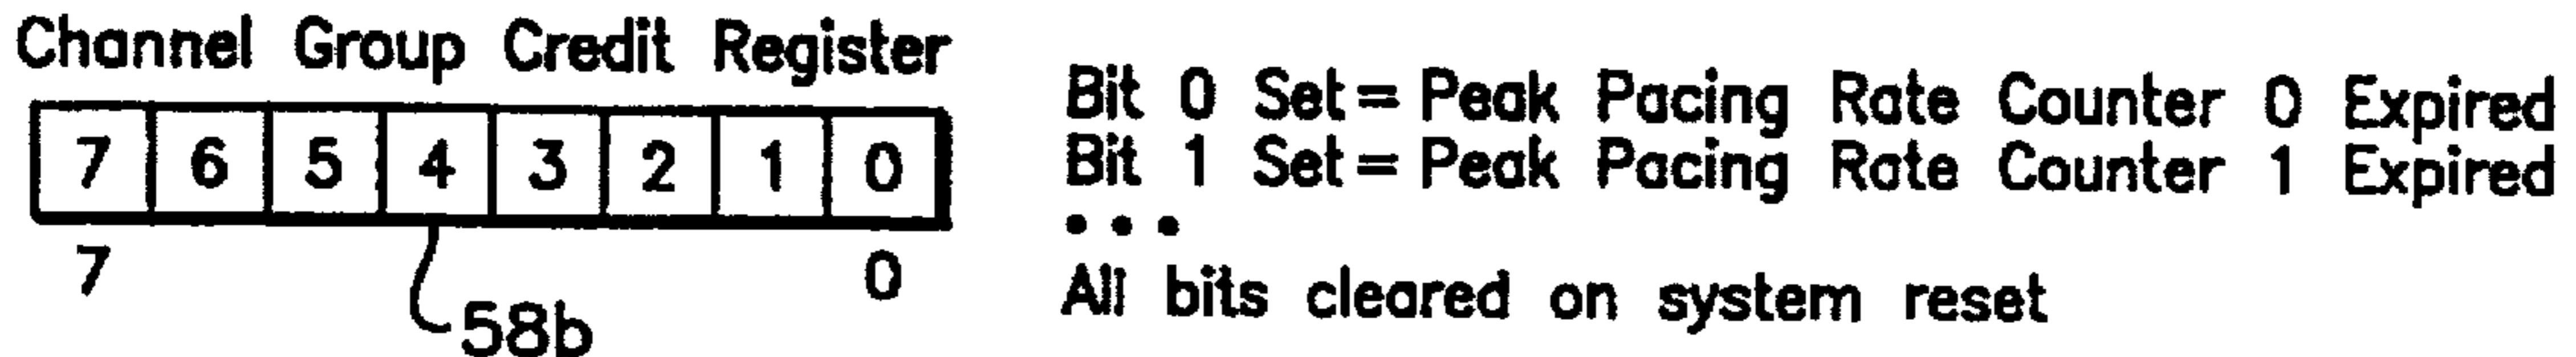 Channel Group Credit Register
7 6 5 4 3 2 1 0
7 0
58b
Bit 0 Set = Peak Pacing Rate Counter 0 Expired
Bit 1 Set = Peak Pacing Rate Counter 1 Expired
• • •
All bits cleared on system reset